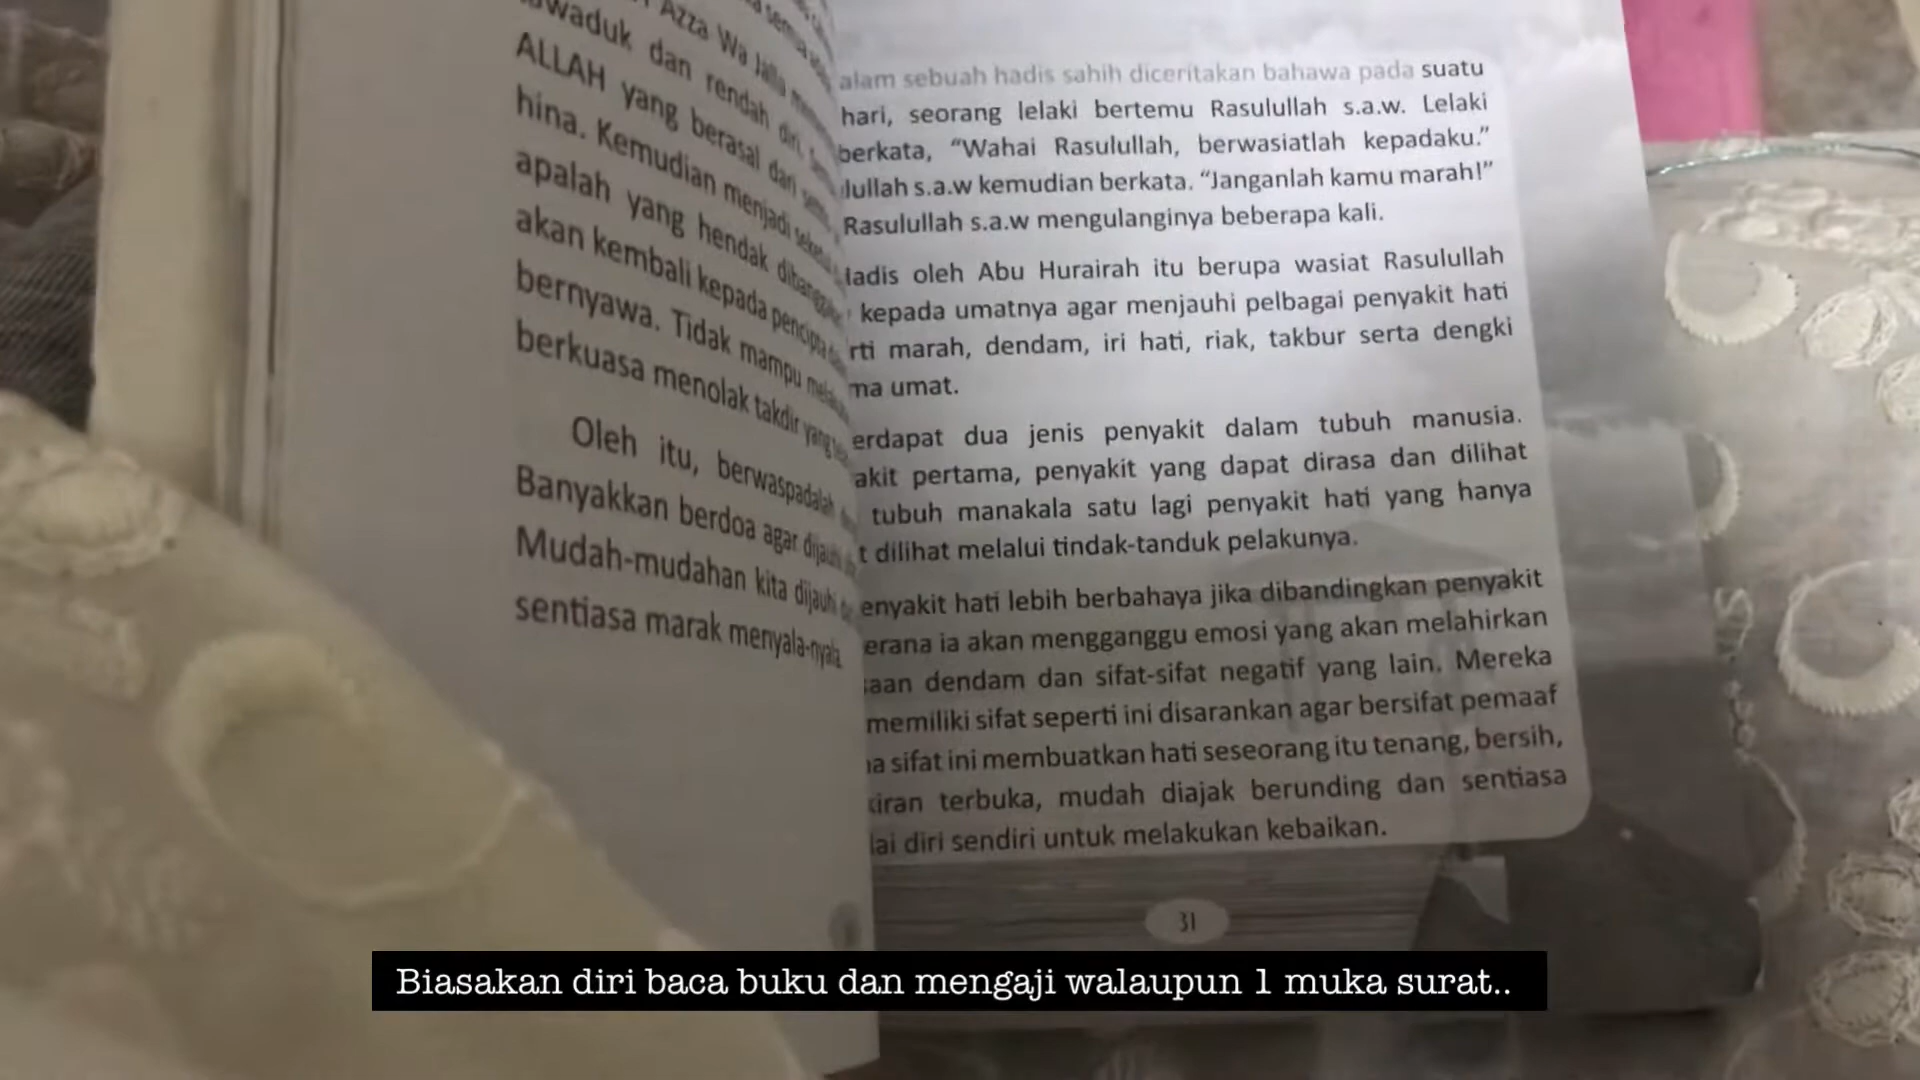 Azza Wa Jalla
dan rendah diri,
ALLAH yang berasal dari
hina. Kemudian menjadi
apalah yang hendak
akan kembali kepada pencipta
bernyawa. Tidak mampu
berkuasa menolak takdir yang
Oleh itu, berwaspadalah
Banyakkan berdoa agar dijauhi
Mudah-mudahan kita dijauhi
sentiasa marak menyala-nyala.
alam sebuah hadis sahih diceritakan bahawa pada suatu
hari, seorang lelaki bertemu Rasulullah s.a.w. Lelaki
berkata, “Wahai Rasulullah, berwasiatlah kepadaku.”
lullah s.a.w kemudian berkata. “Janganlah kamu marah!”
Rasulullah s.a.w mengulanginya beberapa kali.
Hadis oleh Abu Hurairah itu berupa wasiat Rasulullah
kepada umatnya agar menjauhi pelbagai penyakit hati
rti marah, dendam, iri hati, riak, takbur serta dengki
ma umat.
erdapat dua jenis penyakit dalam tubuh manusia.
akit pertama, penyakit yang dapat dirasa dan dilihat
tubuh manakala satu lagi penyakit hati yang hanya
t dilihat melalui tindak-tanduk pelakunya.
enyakit hati lebih berbahaya jika dibandingkan penyakit
erana ia akan mengganggu emosi yang akan melahirkan
aan dendam dan sifat-sifat negatif yang lain. Mereka
memiliki sifat seperti ini disarankan agar bersifat pemaaf
a sifat ini membuatkan hati seseorang itu tenang, bersih,
kiran terbuka, mudah diajak berunding dan sentiasa
lai diri sendiri untuk melakukan kebaikan.
31
Biasakan diri baca buku dan mengaji walaupun 1 muka surat..